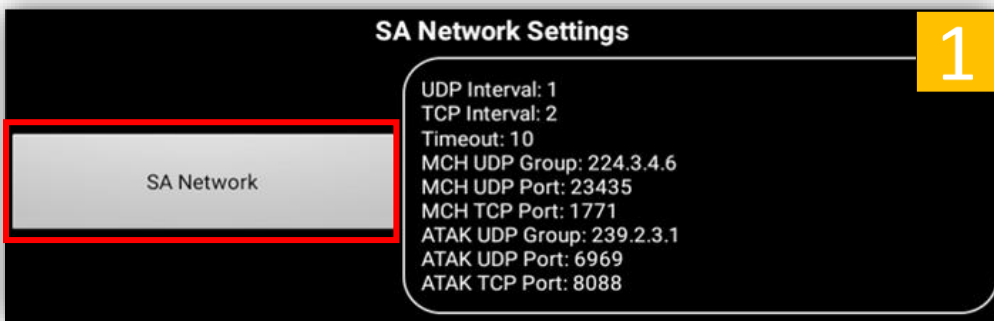 SA Network Settings
1
SA Network
UDP Interval: 1
TCP Interval: 2
Timeout: 10
MCH UDP Group: 224.3.4.6
MCH UDP Port: 23435
MCH TCP Port: 1771
ATAK UDP Group: 239.2.3.1
ATAK UDP Port: 6969
ATAK TCP Port: 8088